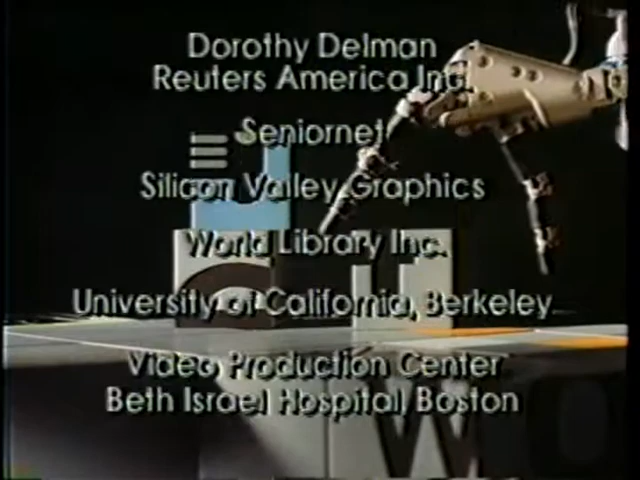 Dorothy Delman
Reuters America Inc.
Seniornet
Silicon Valley Graphics
World Library Inc.
University of California, Berkeley
Video Production Center
Beth Israel Hospital, Boston
W